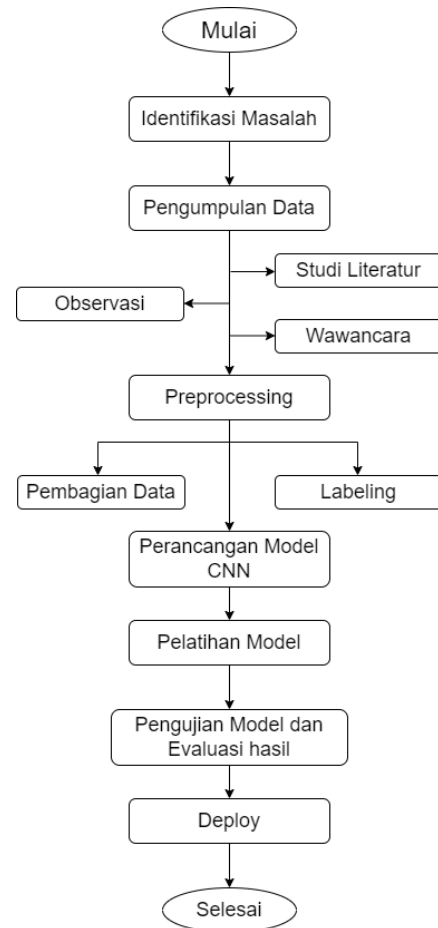 Mulai
Identifikasi Masalah
Pengumpulan Data
Studi Literatur
Observasi
Wawancara
Preprocessing
Pembagian Data
Labeling
Perancangan Model
CNN
Pelatihan Model
Pengujian Model dan
Evaluasi hasil
Deploy
Selesai